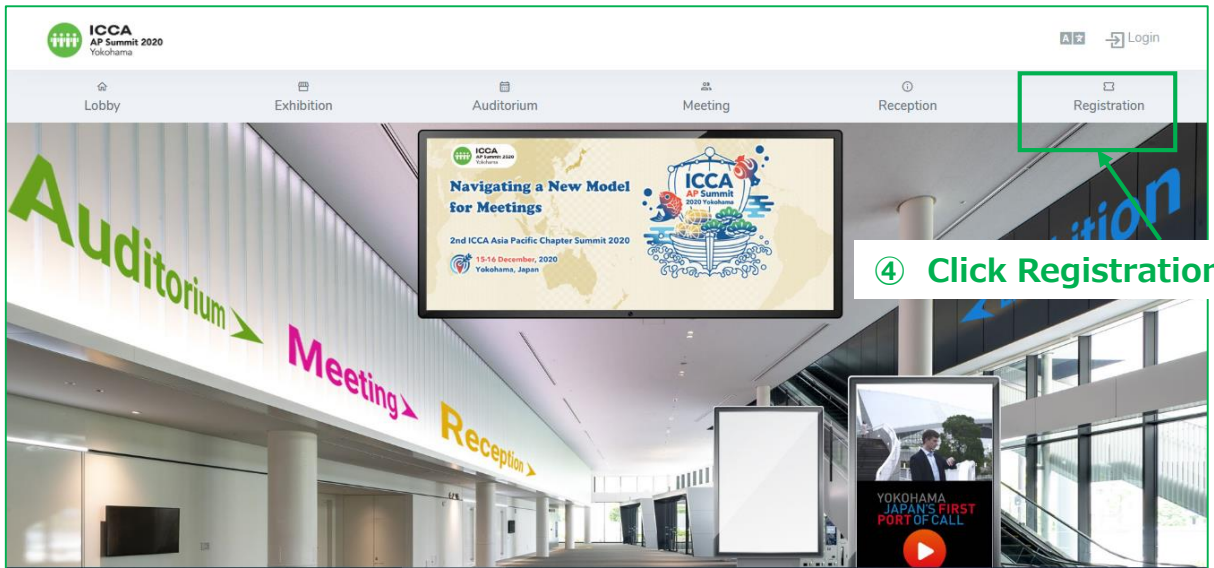 ICCA
AP Summit 2020
Yokohama
A 文 Login
Lobby
Exhibition
Auditorium
Meeting
Reception
Registration
ICCA
AP Summit 2020
Yokohama
Navigating a New Model
for Meetings
2nd ICCA Asia Pacific Chapter Summit 2020
15-16 December, 2020
Yokohama, Japan
ICCA
AP Summit
2020 Yokohama
④ Click Registration
Auditorium
Meeting
Reception
YOKOHAMA
JAPAN'S FIRST
PORT OF CALL